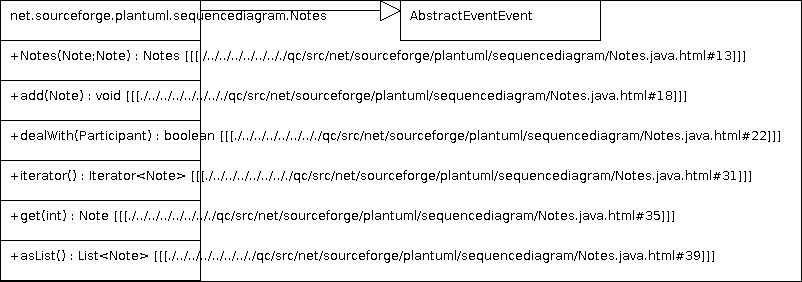 net.sourceforge.plantuml.sequencediagram.Notes
AbstractEventEvent
+Notes(Note;Note) : Notes [[[./../../../../../../qc/src/net/sourceforge/plantuml/sequencediagram/Notes.java.html#13]]]
+add(Note) : void [[[./../../../../../../qc/src/net/sourceforge/plantuml/sequencediagram/Notes.java.html#18]]]
+dealWith(Participant) : boolean [[[./../../../../../../qc/src/net/sourceforge/plantuml/sequencediagram/Notes.java.html#22]]]
+iterator() : Iterator<Note> [[[./../../../../../../qc/src/net/sourceforge/plantuml/sequencediagram/Notes.java.html#31]]]
+get(int) : Note [[[./../../../../../../qc/src/net/sourceforge/plantuml/sequencediagram/Notes.java.html#35]]]
+asList() : List<Note> [[[./../../../../../../qc/src/net/sourceforge/plantuml/sequencediagram/Notes.java.html#39]]]